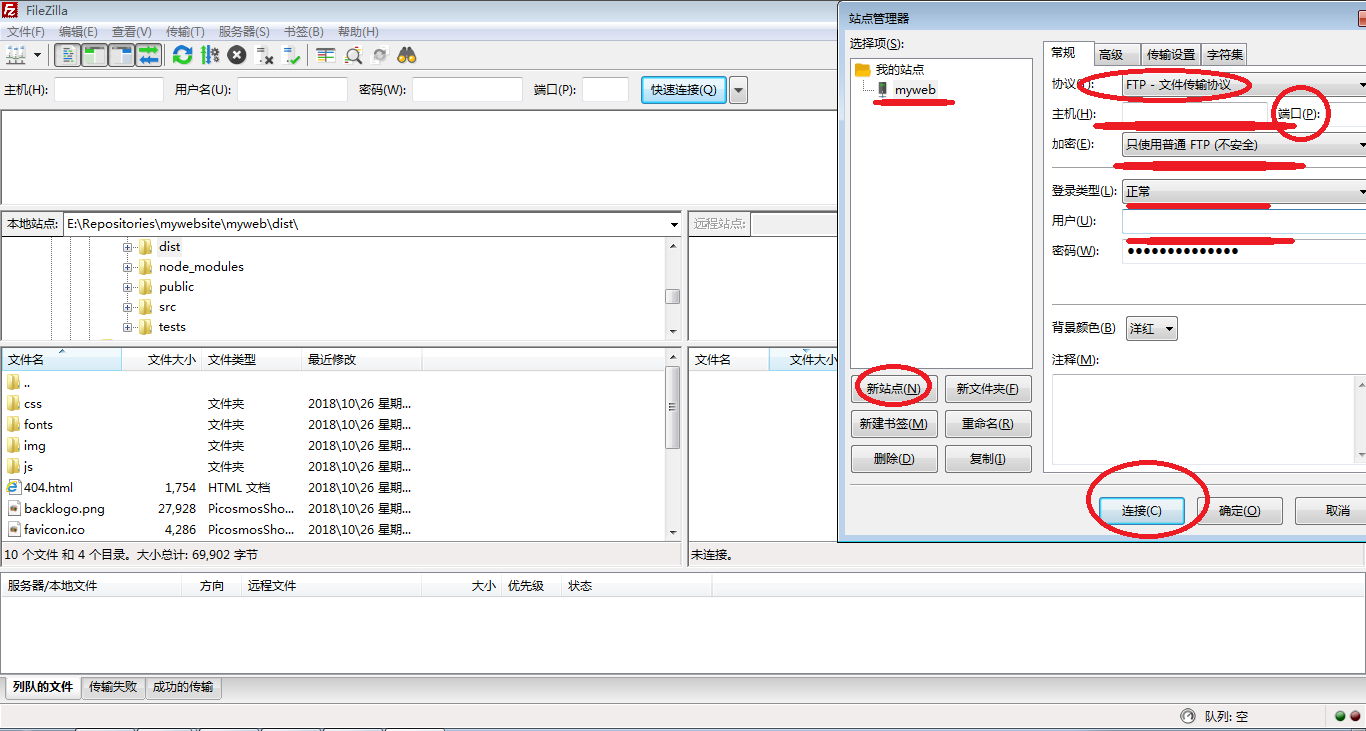 FileZilla
文件(F) 编辑(E) 查看(V) 传输(T) 服务器(S) 书签(B) 帮助(H)
主机(H): 用户名(U): 密码(W): 端口(P): 快速连接(Q)
本地站点: E:\Repositories\mywebsite\myweb\dist\
dist
node_modules
public
src
tests
文件名 文件大小 文件类型 最近修改
..
css 文件夹 2018\10\26 星期...
fonts 文件夹 2018\10\26 星期...
img 文件夹 2018\10\26 星期...
js 文件夹 2018\10\26 星期...
404.html 1,754 HTML 文档 2018\10\26 星期...
backlogo.png 27,928 PicosmosSho... 2018\10\26 星期...
favicon.ico 4,286 PicosmosSho... 2018\10\26 星期...
10 个文件 和 4 个目录。大小总计: 69,902 字节
远程站点:
文件名 文件大小
未连接。
服务器/本地文件 方向 远程文件 大小 优先级 状态
列队的文件 传输失败 成功的传输
队列: 空
站点管理器
选择项(S):
我的站点
myweb
新站点(N) 新文件夹(F)
新建书签(M) 重命名(R)
删除(D) 复制(I)
常规 高级 传输设置 字符集
协议(T): FTP - 文件传输协议
主机(H): 端口(P):
加密(E): 只使用普通 FTP (不安全)
登录类型(L): 正常
用户(U):
密码(W): ●●●●●●●●●●●●●●
背景颜色(B) 洋红
注释(M):
连接(C) 确定(O) 取消